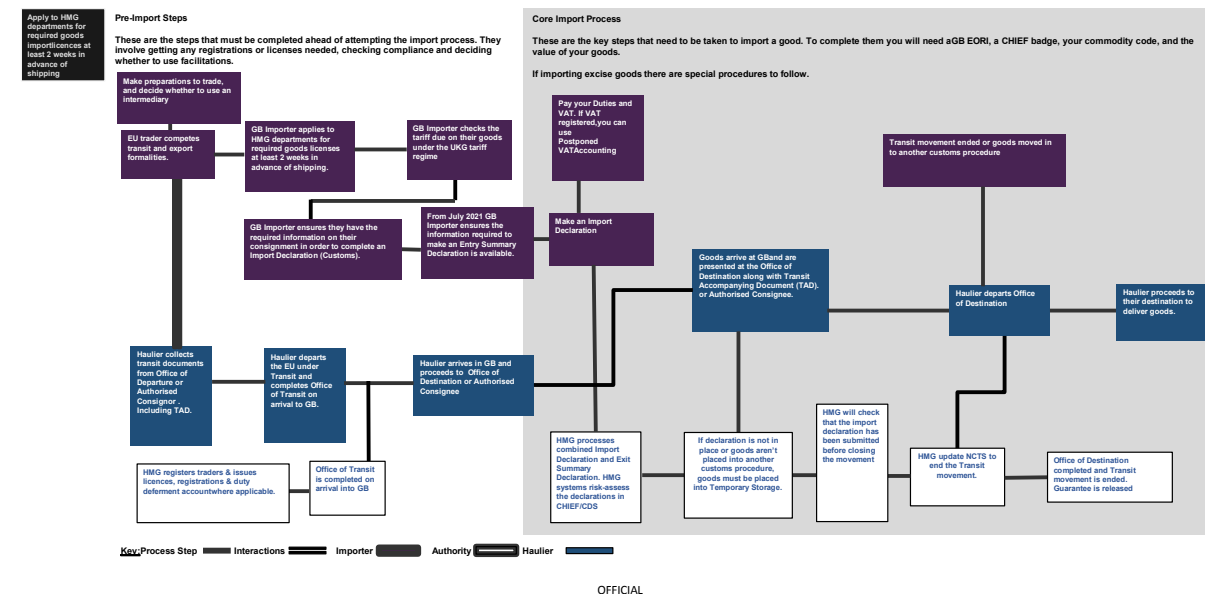 Apply to HMG
departments for
required goods
importlicences at
least 2 weeks in
advance of
shipping
Pre-Import Steps
These are the steps that must be completed ahead of attempting the import process. They
involve getting any registrations or licenses needed, checking compliance and deciding
whether to use facilitations.
Core Import Process
These are the key steps that need to be taken to import a good. To complete them you will need aGB EORI, a CHIEF badge, your commodity code, and the
value of your goods.
If importing excise goods there are special procedures to follow.
Make preparations to trade,
and decide whether to use an
intermediary
EU trader competes
transit and export
formalities.
GB Importer applies to
HMG departments for
required goods licenses
at least 2 weeks in
advance of shipping.
GB Importer checks the
tariff due on their goods
under the UKG tariff
regime
GB Importer ensures they have the
required information on their
consignment in order to complete an
Import Declaration (Customs).
From July 2021 GB
Importer ensures the
information required to
make an Entry Summary
Declaration is available.
Pay your Duties and
VAT. If VAT
registered,you can
use
Postponed
VATAccounting
Make an Import
Declaration
Transit movement ended or goods moved in
to another customs procedure
Goods arrive at GBand are
presented at the Office of
Destination along with Transit
Accompanying Document (TAD).
or Authorised Consignee.
Haulier departs Office
of Destination
Haulier proceeds to
their destination to
deliver goods.
Haulier collects
transit documents
from Office of
Departure or
Authorised
Consignor .
Including TAD.
Haulier departs
the EU under
Transit and
completes Office
of Transit on
arrival to GB.
Haulier arrives in GB and
proceeds to Office of
Destination or Authorised
Consignee
HMG registers traders & issues
licences, registrations & duty
deferment accountwhere applicable.
Office of Transit
is completed on
arrival into GB
HMG processes
combined Import
Declaration and Exit
Summary
Declaration. HMG
systems risk-assess
the declarations in
CHIEF/CDS
If declaration is not in
place or goods aren't
placed into another
customs procedure,
goods must be placed
into Temporary Storage.
HMG will check
that the import
declaration has
been submitted
before closing
the movement
HMG update NCTS to
end the Transit
movement.
Office of Destination
completed and Transit
movement is ended.
Guarantee is released
Key:Process Step Interactions Importer Authority Haulier
OFFICIAL